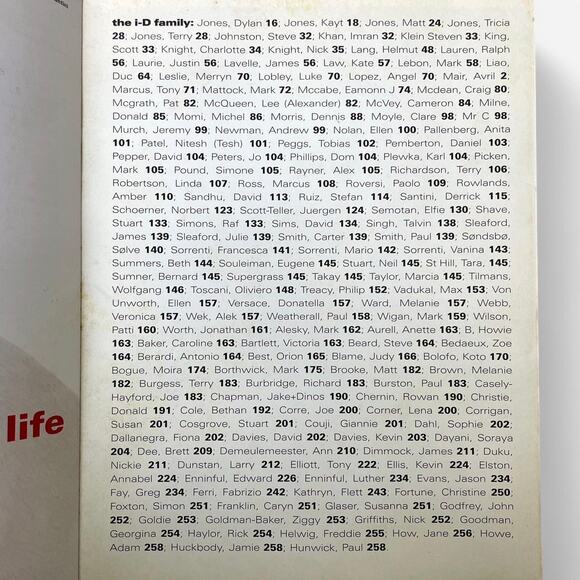 the i-D family: Jones, Dylan 16; Jones, Kayt 18; Jones, Matt 24; Jones, Tricia
28; Jones, Terry 28; Johnston, Steve 32; Khan, Imran 32; Klein Steven 33; King,
Scott 33; Knight, Charlotte 34; Knight, Nick 35; Lang, Helmut 48; Lauren, Ralph
56; Laurie, Justin 56; Lavelle, James 56; Law, Kate 57; Lebon, Mark 58; Liao,
Duc 64; Leslie, Merryn 70; Lobley, Luke 70; Lopez, Angel 70; Mair, Avril 2;
Marcus, Tony 71; Mattock, Mark 72; Mccabe, Eamonn J 74; Mcdean, Craig 80;
Mcgrath, Pat 82; McQueen, Lee (Alexander) 82; McVey, Cameron 84; Milne,
Donald 85; Momi, Michel 86; Morris, Dennis 88; Moyle, Clare 98; Mr C 98;
Murch, Jeremy 99; Newman, Andrew 99; Nolan, Ellen 100; Pallenberg, Anita
101; Patel, Nitesh (Tesh) 101; Peggs, Tobias 102; Pemberton, Daniel 103;
Pepper, David 104; Peters, Jo 104; Phillips, Dom 104; Plewka, Karl 104; Picken,
Mark 105; Pound, Simone 105; Rayner, Alex 105; Richardson, Terry 106;
Robertson, Linda 107; Ross, Marcus 108; Roversi, Paolo 109; Rowlands,
Amber 110; Sandhu, David 113; Ruiz, Stefan 114; Santini, Derrick 115;
Schoerner, Norbert 123; Scott-Teller, Juergen 124; Semotan, Elfie 130; Shave,
Stuart 133; Simons, Raf 133; Sims, David 134; Singh, Talvin 138; Sleaford,
James 139; Sleaford, Julie 139; Smith, Carter 139; Smith, Paul 139; Søndsbø,
Sølve 140; Sorrenti, Francesca 141; Sorrenti, Mario 142; Sorrenti, Vanina 143;
Summers, Beth 144; Souleiman, Eugene 145; Stuart, Neil 145; St Hill, Tara, 145;
Sumner, Bernard 145; Supergrass 145; Takay 145; Taylor, Marcia 145; Tilmans,
Wolfgang 146; Toscani, Oliviero 148; Treacy, Philip 152; Vadukal, Max 153; Von
Unworth, Ellen 157; Versace, Donatella 157; Ward, Melanie 157; Webb,
Veronica 157; Wek, Alek 157; Weatherall, Paul 158; Wigan, Mark 159; Wilson,
Patti 160; Worth, Jonathan 161; Alesky, Mark 162; Aurell, Anette 163; B, Howie
163; Baker, Caroline 163; Bartlett, Victoria 163; Beard, Steve 164; Bedaeux, Zoe
164; Berardi, Antonio 164; Best, Orion 165; Blame, Judy 166; Bolofo, Koto 170;
Bogue, Moira 174; Borthwick, Mark 175; Brooke, Matt 182; Brown, Melanie
182; Burgess, Terry 183; Burbridge, Richard 183; Burston, Paul 183; Casely-
Hayford, Joe 183; Chapman, Jake+Dinos 190; Chernin, Rowan 190; Christie,
Donald 191; Cole, Bethan 192; Corre, Joe 200; Corner, Lena 200; Corrigan,
Susan 201; Cosgrove, Stuart 201; Couji, Giannie 201; Dahl, Sophie 202;
Dallanegra, Fiona 202; Davies, David 202; Davies, Kevin 203; Dayani, Soraya
204; Dee, Brett 209; Demeulemeester, Ann 210; Dimmock, James 211; Duku,
Nickie 211; Dunstan, Larry 212; Elliott, Tony 222; Ellis, Kevin 224; Elston,
Annabel 224; Enninful, Edward 226; Enninful, Luther 234; Evans, Jason 234;
Fay, Greg 234; Ferri, Fabrizio 242; Kathryn, Flett 243; Fortune, Christine 250;
Foxton, Simon 251; Franklin, Caryn 251; Glaser, Susanna 251; Godfrey, John
252; Goldie 253; Goldman-Baker, Ziggy 253; Griffiths, Nick 252; Goodman,
Georgina 254; Haylor, Rick 254; Helwig, Freddie 255; How, Jane 256; Howe,
Adam 258; Huckbody, Jamie 258; Hunwick, Paul 258.
life